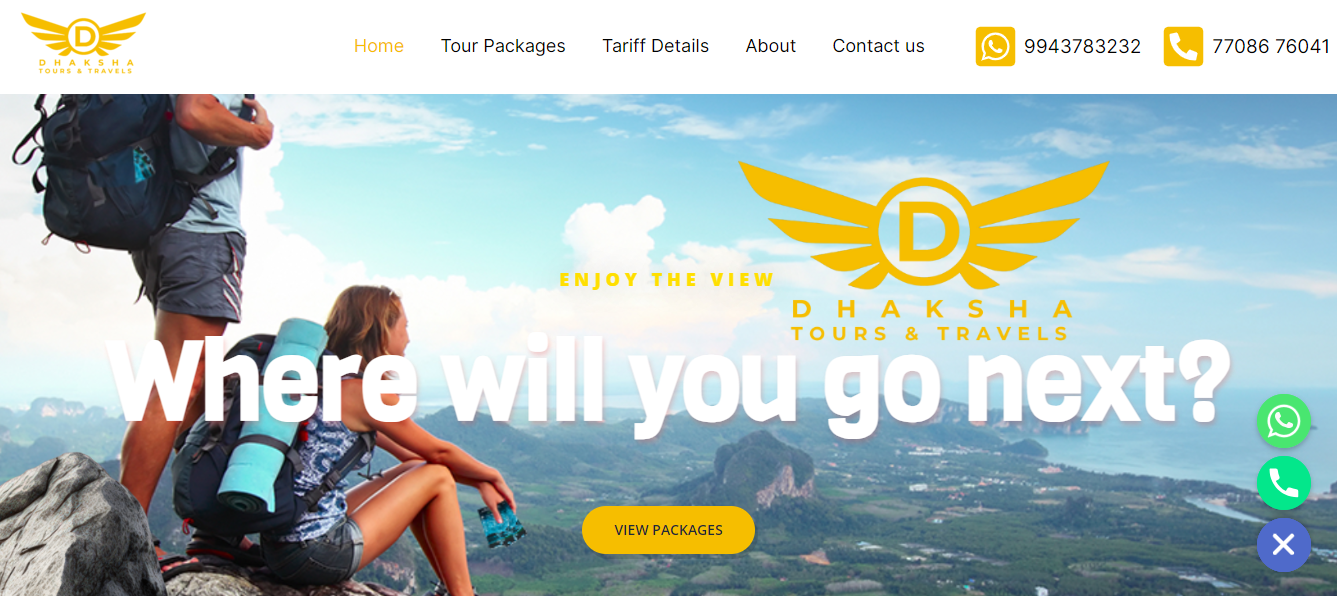 D
DHAKSHA
TOURS & TRAVELS
Home Tour Packages Tariff Details About Contact us 9943783232 77086 76041
D
ENJOY THE VIEW
DHAKSHA
TOURS & TRAVELS
Where will you go next?
VIEW PACKAGES